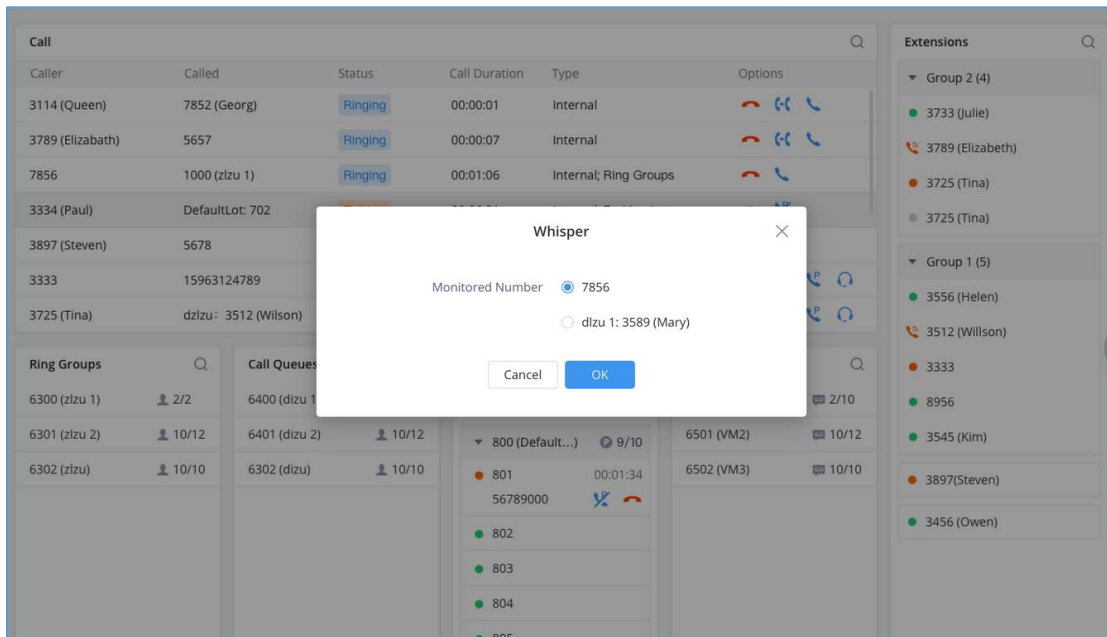 Call
Caller Called Status Call Duration Type Options
3114 (Queen) 7852 (Georg) Ringing 00:00:01 Internal
3789 (Elizabath) 5657 Ringing 00:00:07 Internal
7856 1000 (zlzu 1) Ringing 00:01:06 Internal; Ring Groups
3334 (Paul) DefaultLot: 702
3897 (Steven) 5678
3333 15963124789
3725 (Tina) dzlzu: 3512 (Wilson)
Whisper
Monitored Number 7856
dlzu 1: 3589 (Mary)
Cancel OK
Ring Groups
6300 (zlzu 1) 2/2
6301 (zlzu 2) 10/12
6302 (zlzu) 10/10
Call Queues
6400 (dizu 1
6401 (dizu 2) 10/12
6302 (dizu) 10/10
800 (Default...) P 9/10
801 00:01:34
56789000
802
803
804
805
2/10
6501 (VM2) 10/12
6502 (VM3) 10/10
Extensions
Group 2 (4)
3733 (Julie)
3789 (Elizabeth)
3725 (Tina)
3725 (Tina)
Group 1 (5)
3556 (Helen)
3512 (Willson)
3333
8956
3545 (Kim)
3897(Steven)
3456 (Owen)